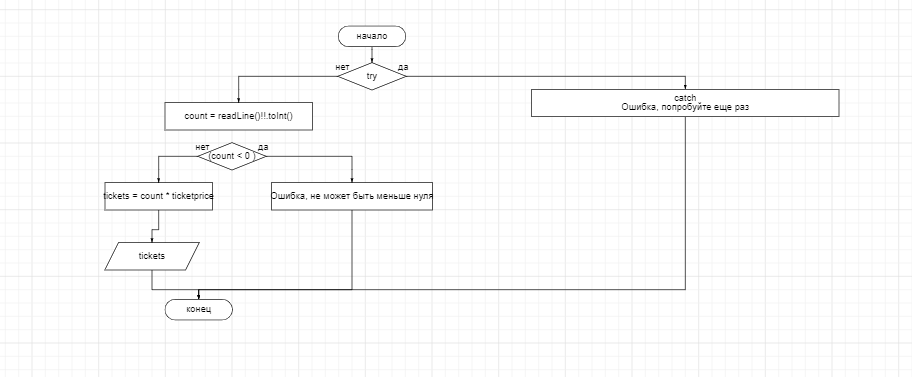 начало
нет
да
try
catch
Ошибка, попробуйте еще раз
count = readLine()!!.toInt()
нет
да
(count < 0 )
tickets = count * ticketprice
Ошибка, не может быть меньше нуля
tickets
конец